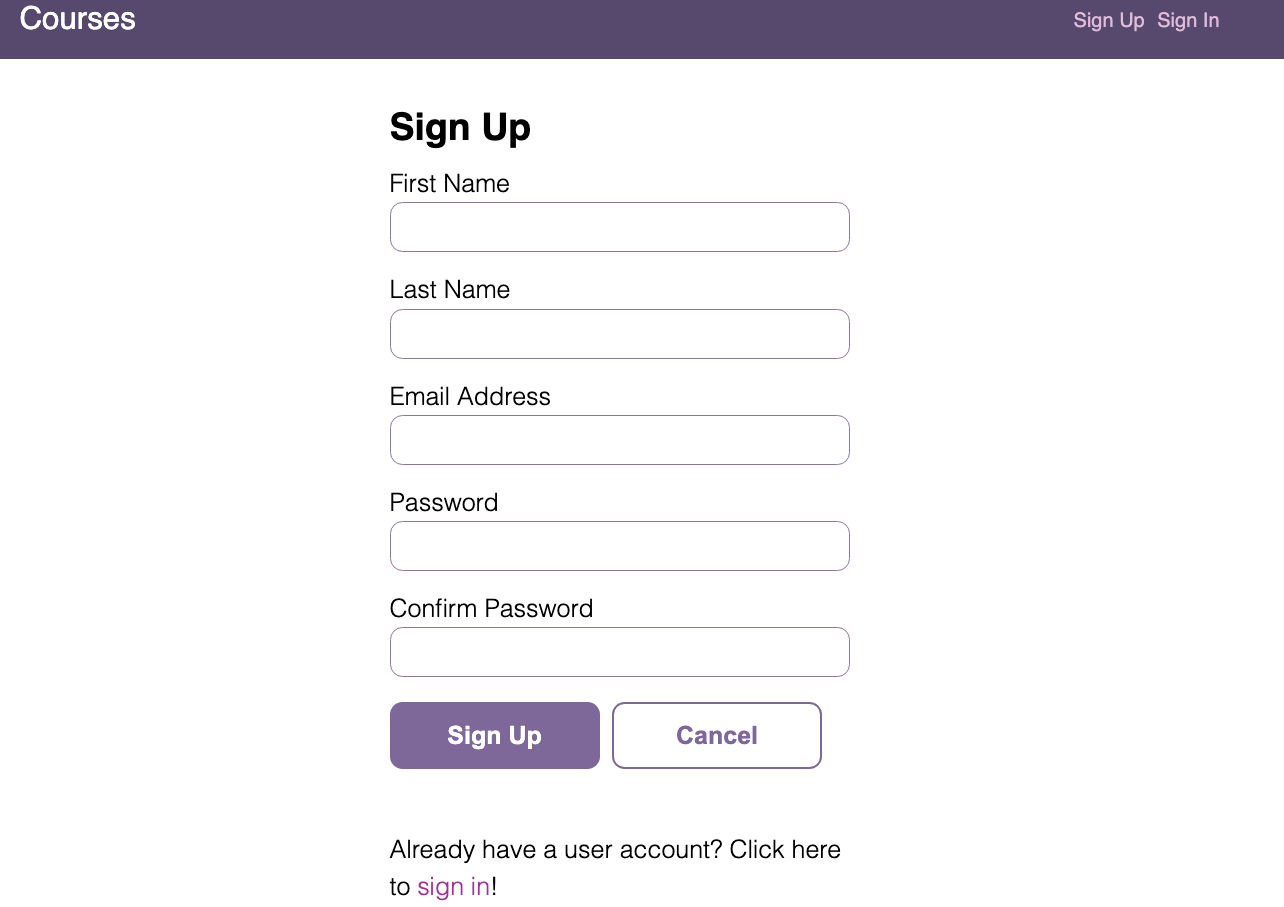 Courses
Sign Up Sign In
Sign Up
First Name
Last Name
Email Address
Password
Confirm Password
Sign Up
Cancel
Already have a user account? Click here
to sign in!